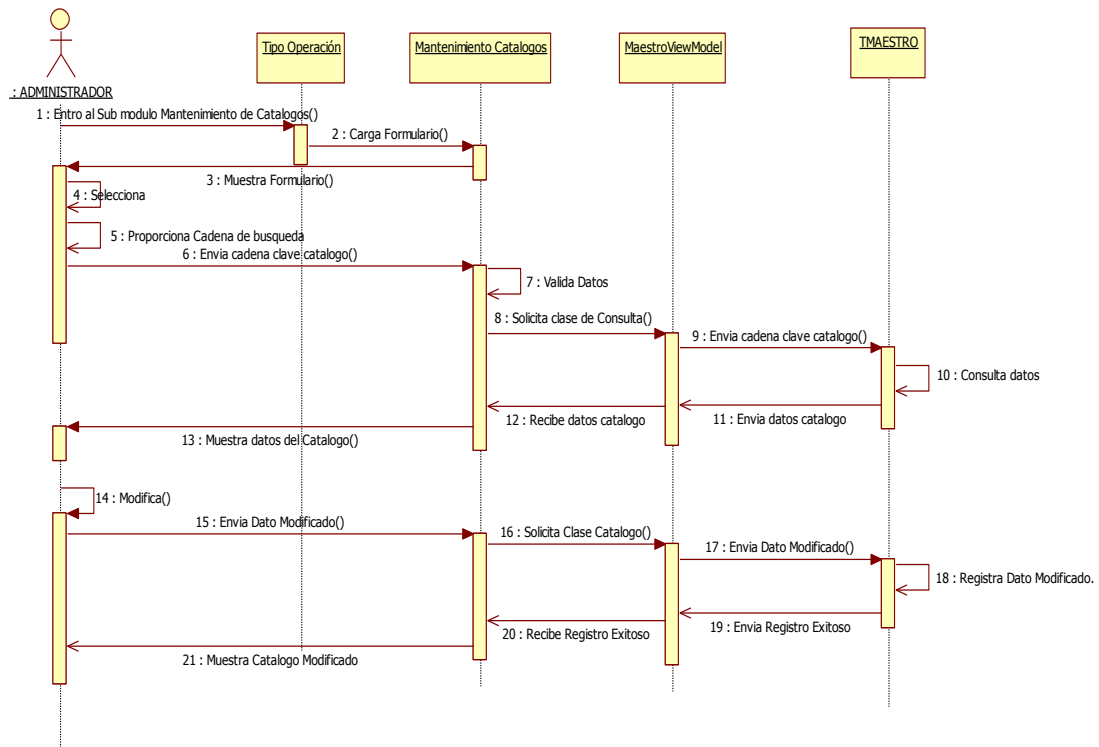 Tipo Operación
Mantenimiento Catalogos
MaestroViewModel
TMAESTRO
: ADMINISTRADOR
1 : Entro al Sub modulo Mantenimiento de Catalogos()
2 : Carga Formulario()
3 : Muestra Formulario()
4 : Selecciona
5 : Proporciona Cadena de busqueda
6 : Envia cadena clave catalogo()
7 : Valida Datos
8 : Solicita clase de Consulta()
9 : Envia cadena clave catalogo()
10 : Consulta datos
11 : Envia datos catalogo
12 : Recibe datos catalogo
13 : Muestra datos del Catalogo()
14 : Modifica()
15 : Envia Dato Modificado()
16 : Solicita Clase Catalogo()
17 : Envia Dato Modificado()
18 : Registra Dato Modificado.
19 : Envia Registro Exitoso
20 : Recibe Registro Exitoso
21 : Muestra Catalogo Modificado